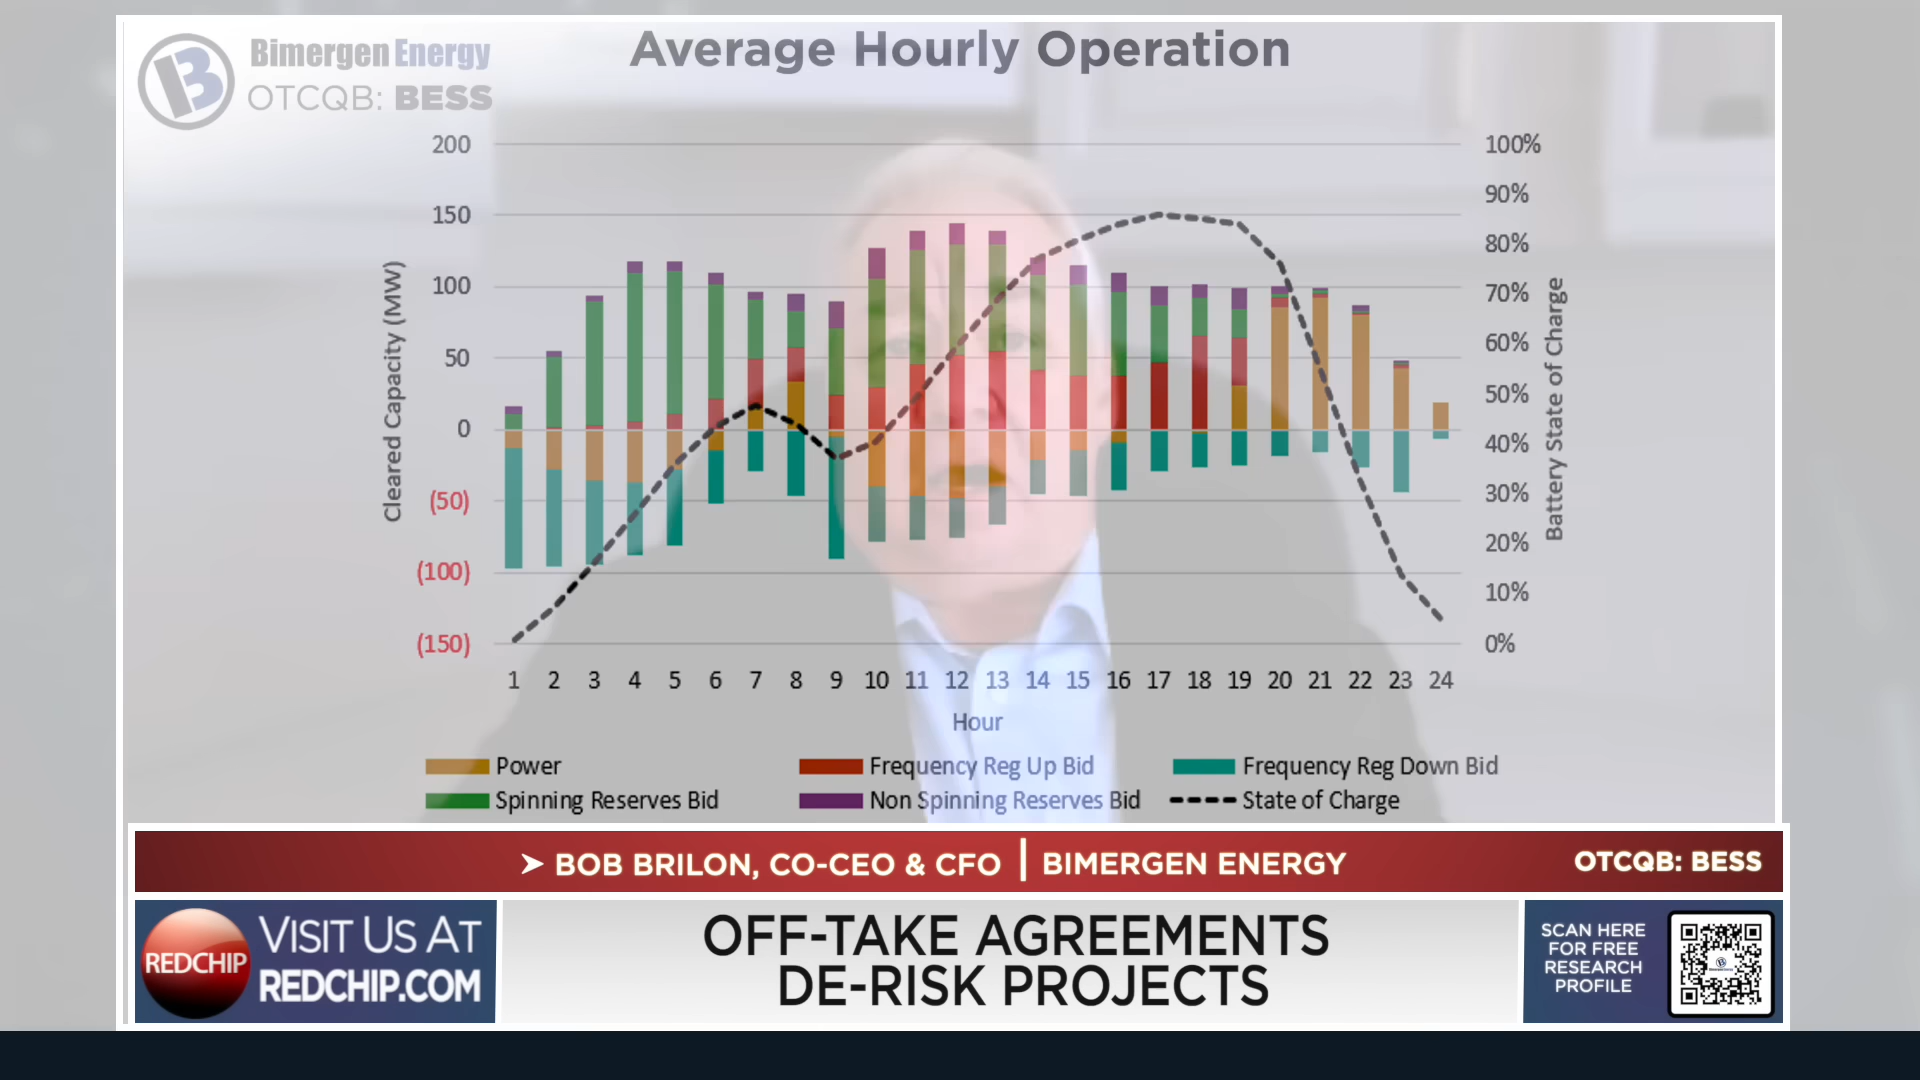 Bimergen Energy
OTCQB: BESS
Average Hourly Operation
200
150
100
50
0
(50)
(100)
(150)
Cleared Capacity (MW)
100%
90%
80%
70%
60%
50%
40%
30%
20%
10%
0%
Battery State of Charge
1 2 3 4 5 6 7 8 9 10 11 12 13 14 15 16 17 18 19 20 21 22 23 24
Hour
Power Frequency Reg Up Bid Frequency Reg Down Bid
Spinning Reserves Bid Non Spinning Reserves Bid State of Charge
BOB BRILON, CO-CEO & CFO | BIMERGEN ENERGY
OTCQB: BESS
REDCHIP
VISIT US AT
REDCHIP.COM
OFF-TAKE AGREEMENTS
DE-RISK PROJECTS
SCAN HERE
FOR FREE
RESEARCH
PROFILE